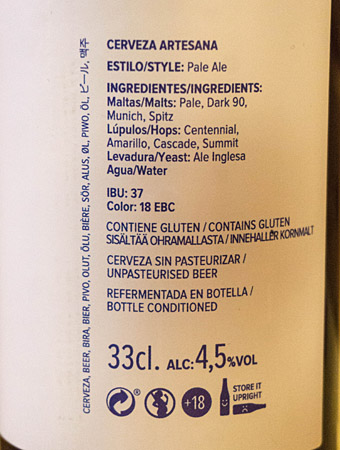 CERVEZA ARTESANA
ESTILO/STYLE: Pale Ale
INGREDIENTES/INGREDIENTS:
Maltas/Malts: Pale, Dark 90,
Munich, Spitz
Lúpulos/Hops: Centennial,
Amarillo, Cascade, Summit
Levadura/Yeast: Ale Inglesa
Agua/Water
IBU: 37
Color: 18 EBC
CONTIENE GLUTEN / CONTAINS GLUTEN
SISÄLTÄÄ OHRAMALLASTA / INNEHALLER KORNMALT
CERVEZA SIN PASTEURIZAR/
UNPASTEURISED BEER
REFERMENTADA EN BOTELLA /
BOTTLE CONDITIONED
33cl. ALC:4,5%VOL
® +18 STORE IT
UPRIGHT
CERVEZA, BEER, BIRA, BIER, PIVO, OLUT, ÕLU, BIÈRE, SÖR, ALUS, ØL, PIWO, ÖL, ビール, 맥주